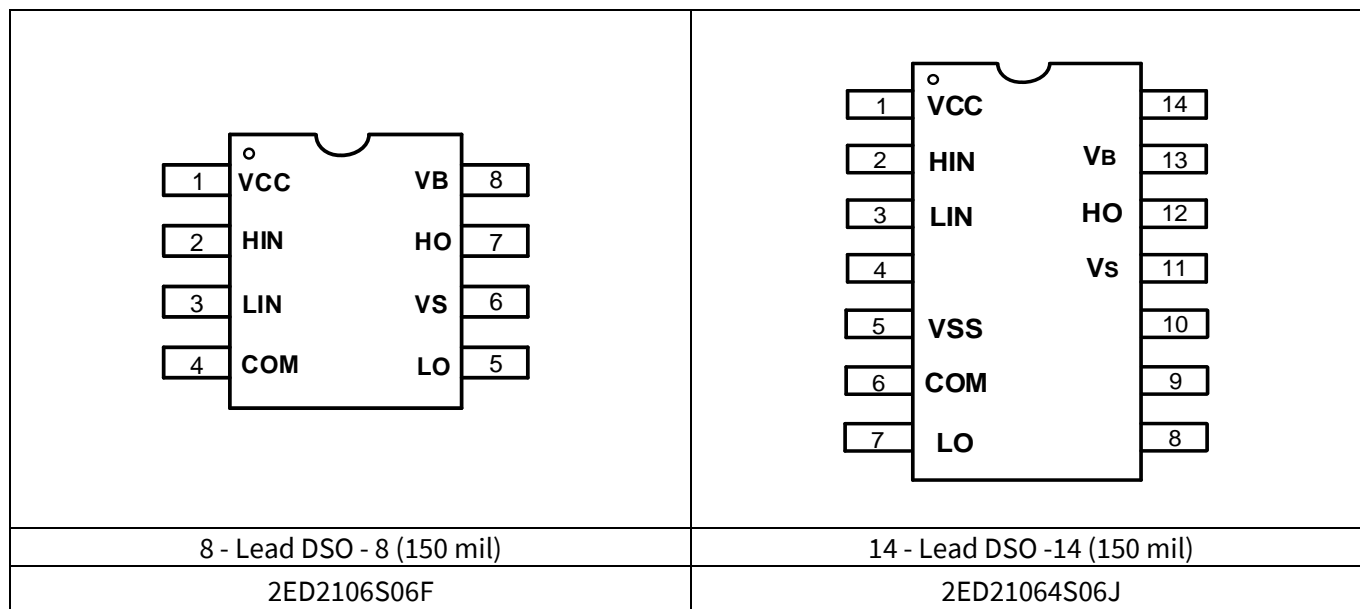 1 VCC VB 8
2 HIN HO 7
3 LIN VS 6
4 COM LO 5
1 VCC 14
2 HIN VB 13
3 LIN HO 12
4 VS 11
5 VSS 10
6 COM 9
7 LO 8
8 - Lead DSO - 8 (150 mil)
14 - Lead DSO -14 (150 mil)
2ED2106S06F
2ED21064S06J